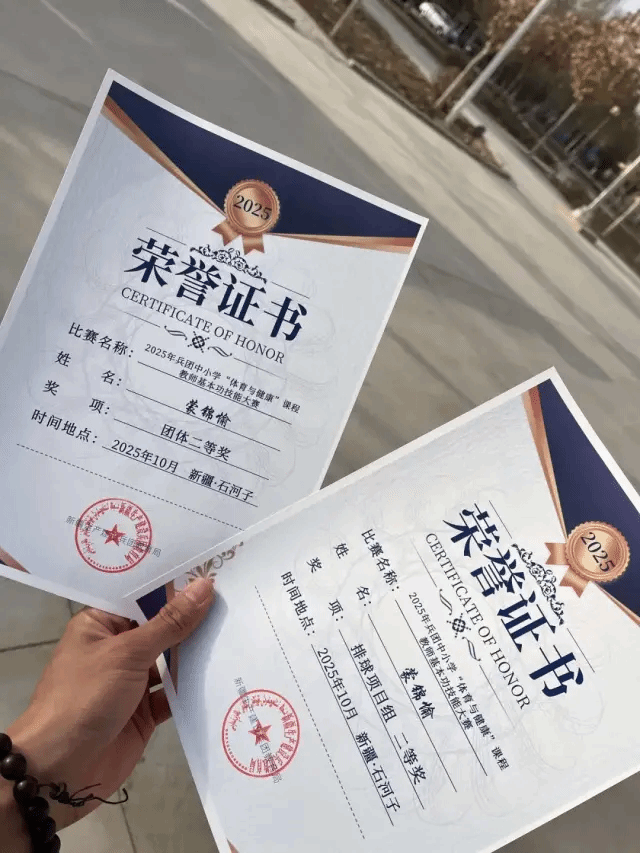 2025
荣誉证书
CERTIFICATE OF HONOR
比赛名称：2025年兵团中小学“体育与健康”课程
教师基本功技能大赛
姓 名：裳锦愉
奖 项：团体二等奖
时间地点：2025年10月 新疆·石河子
2025
荣誉证书
CERTIFICATE OF HONOR
比赛名称：2025年兵团中小学“体育与健康”课程
教师基本功技能大赛
姓 名：裳锦愉
奖 项：排球项目组 二等奖
时间地点：2025年10月 新疆·石河子